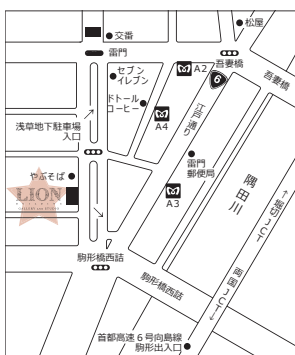 松屋
交番
雷門
吾妻橋
セブン
イレブン
A2
6
吾妻橋
ドトール
コーヒー
A4
江戸通り
浅草地下駐車場
入口
雷門
郵便局
やぶそば
LION
A3
隅田川
←堀切JCT
両国JCT→
駒形橋西詰
駒形橋西詰
首都高速6号向島線
駒形出入口